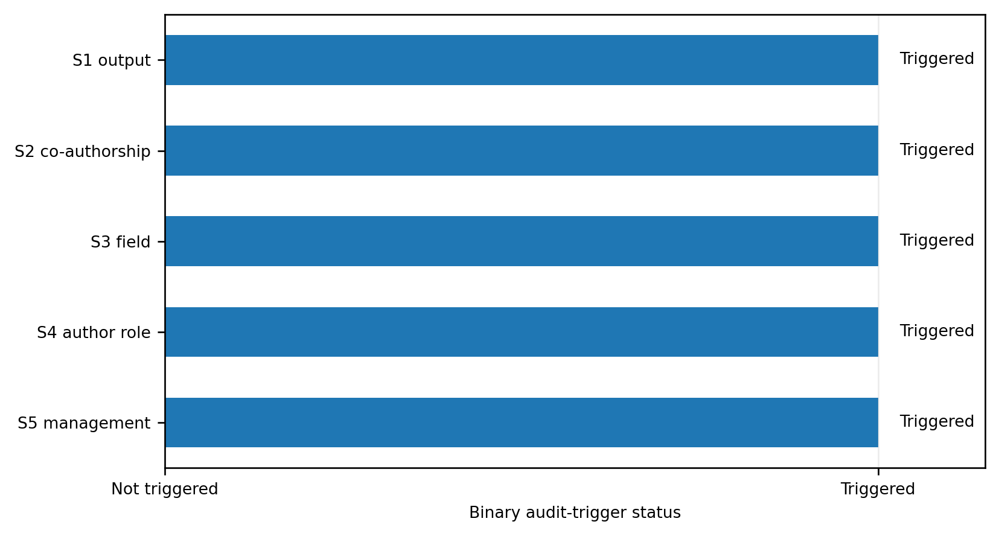 S1 output
Triggered
S2 co-authorship
Triggered
S3 field
Triggered
S4 author role
Triggered
S5 management
Triggered
Not triggered
Triggered
Binary audit-trigger status